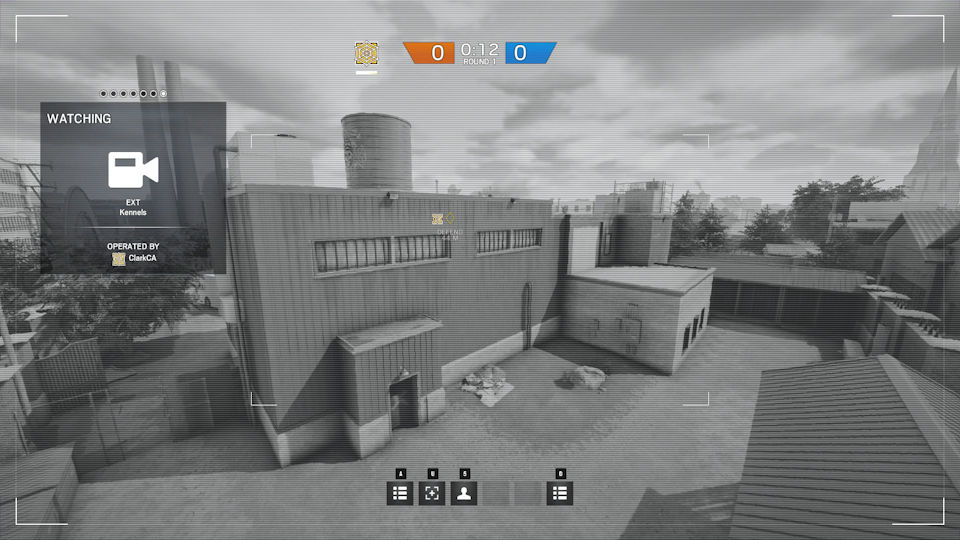 0
0:12
ROUND 1
0
WATCHING
EXT
Kennels
OPERATED BY
ClarkCA
DEFEND
A
U
S